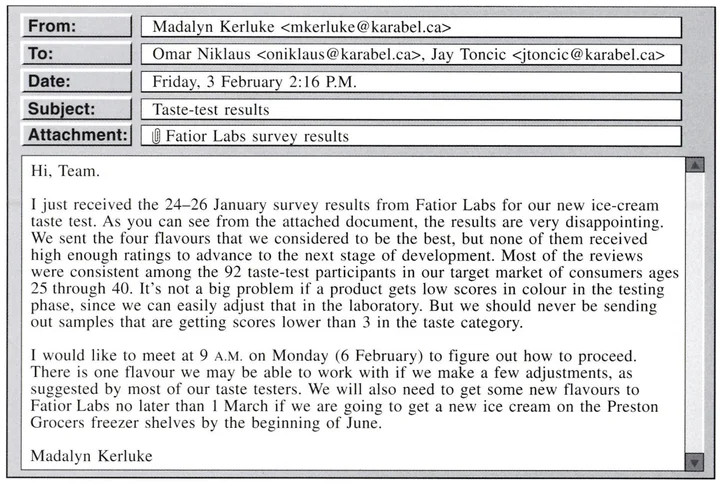 From: Madalyn Kerluke <mkerluke@karabel.ca>
To: Omar Niklaus <oniklaus@karabel.ca>, Jay Toncic <jtoncic@karabel.ca>
Date: Friday, 3 February 2:16 P.M.
Subject: Taste-test results
Attachment: Fatior Labs survey results
Hi, Team.
I just received the 24–26 January survey results from Fatior Labs for our new ice-cream
taste test. As you can see from the attached document, the results are very disappointing.
We sent the four flavours that we considered to be the best, but none of them received
high enough ratings to advance to the next stage of development. Most of the reviews
were consistent among the 92 taste-test participants in our target market of consumers ages
25 through 40. It's not a big problem if a product gets low scores in colour in the testing
phase, since we can easily adjust that in the laboratory. But we should never be sending
out samples that are getting scores lower than 3 in the taste category.
I would like to meet at 9 A.M. on Monday (6 February) to figure out how to proceed.
There is one flavour we may be able to work with if we make a few adjustments, as
suggested by most of our taste testers. We will also need to get some new flavours to
Fatior Labs no later than 1 March if we are going to get a new ice cream on the Preston
Grocers freezer shelves by the beginning of June.
Madalyn Kerluke